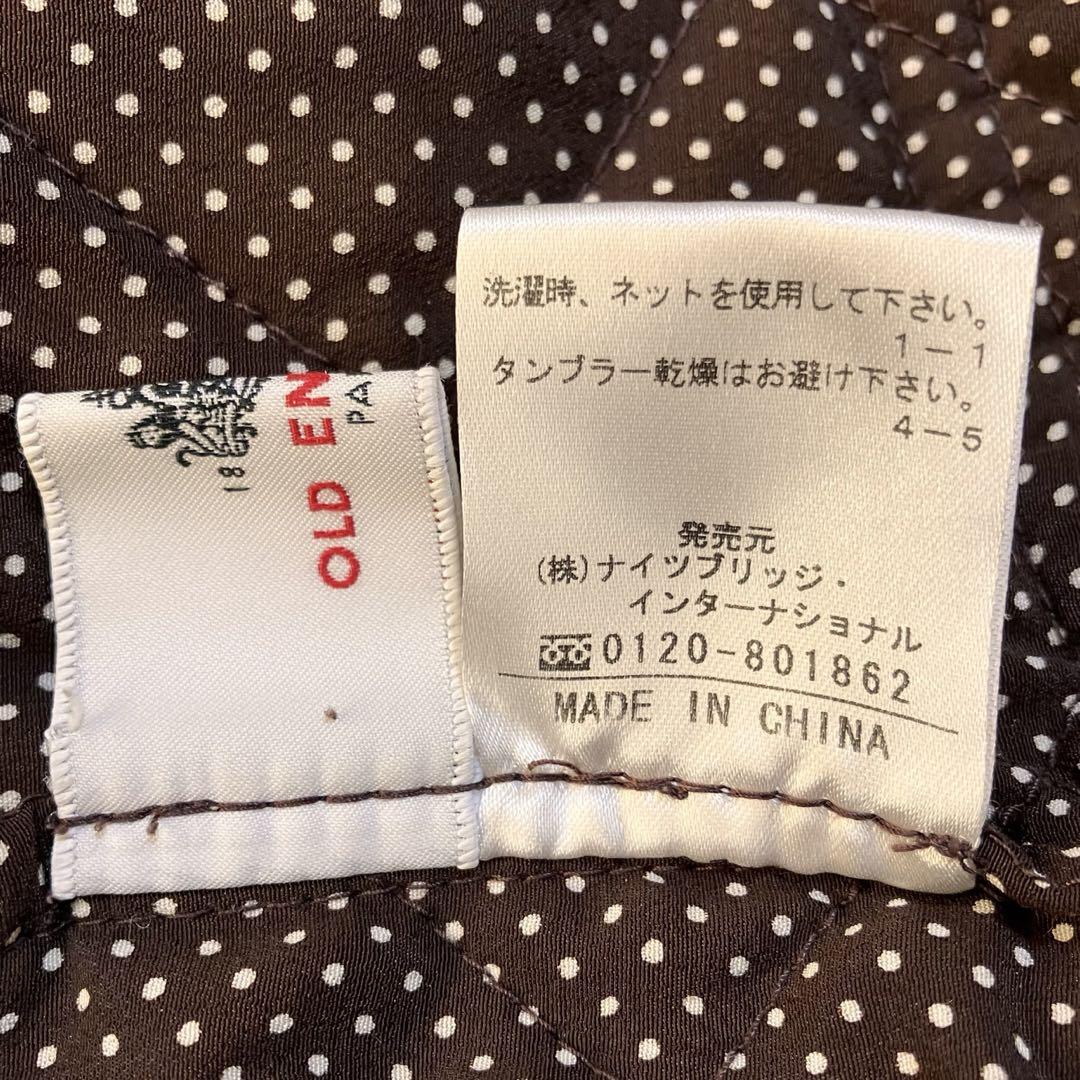 洗濯時、ネットを使用して下さい。
1-1
タンブラー乾燥はお避け下さい。
4-5
発売元
(株)ナイツブリッジ・
インターナショナル
0120-801862
MADE IN CHINA
18
OLD EN
PA